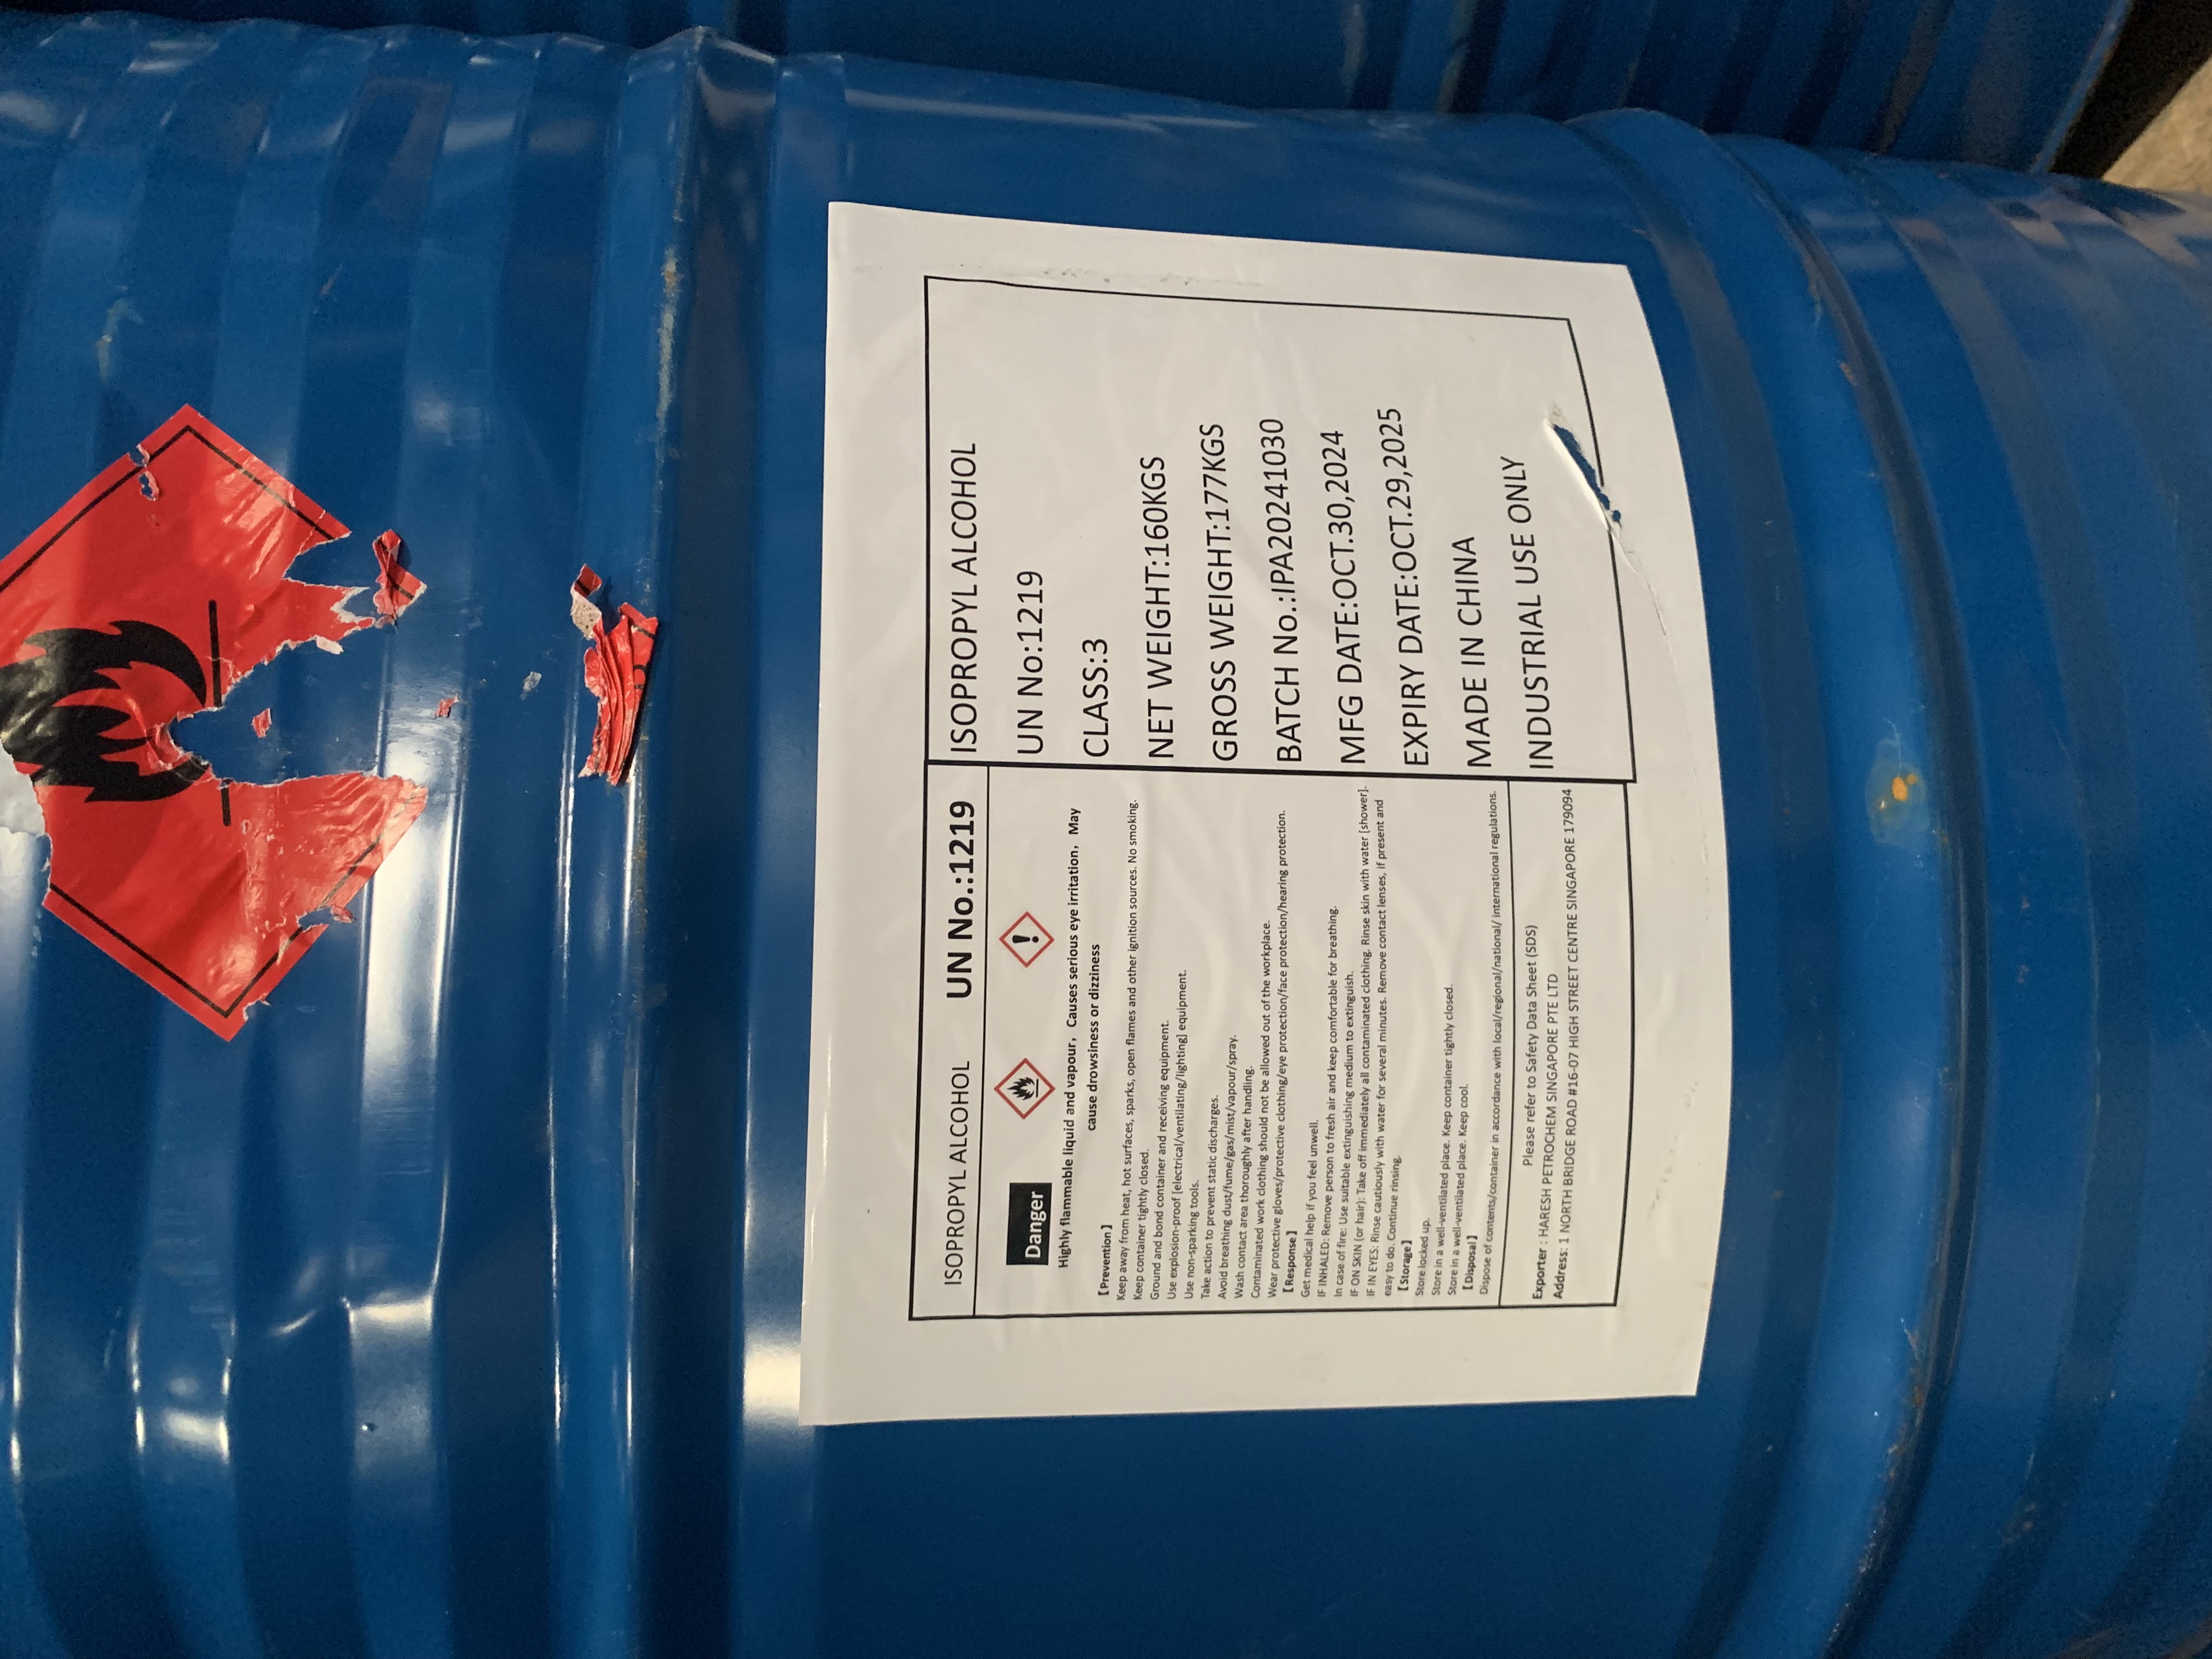 ISOPROPYL ALCOHOL UN No.:1219
Danger
Highly flammable liquid and vapour, Causes serious eye irritation, May
cause drowsiness or dizziness
【Prevention】
Keep away from heat, hot surfaces, sparks, open flames and other ignition sources. No smoking.
Keep container tightly closed.
Ground and bond container and receiving equipment.
Use explosion-proof [electrical/ventilating/lighting] equipment.
Use non-sparking tools.
Take action to prevent static discharges.
Avoid breathing dust/fume/gas/mist/vapour/spray.
Wash contact area thoroughly after handling.
Contaminated work clothing should not be allowed out of the workplace.
Wear protective gloves/protective clothing/eye protection/face protection/hearing protection.
【Response】
Get medical help if you feel unwell.
IF INHALED: Remove person to fresh air and keep comfortable for breathing.
In case of fire: Use suitable extinguishing medium to extinguish.
IF ON SKIN (or hair): Take off immediately all contaminated clothing. Rinse skin with water [shower].
IF IN EYES: Rinse cautiously with water for several minutes. Remove contact lenses, if present and
easy to do. Continue rinsing.
【Storage】
Store locked up.
Store in a well-ventilated place. Keep container tightly closed.
Store in a well-ventilated place. Keep cool.
【Disposal】
Dispose of contents/container in accordance with local/regional/national/ international regulations.
Please refer to Safety Data Sheet (SDS)
Exporter : HARESH PETROCHEM SINGAPORE PTE LTD
Address: 1 NORTH BRIDGE ROAD #16-07 HIGH STREET CENTRE SINGAPORE 179094
ISOPROPYL ALCOHOL
UN No:1219
CLASS:3
NET WEIGHT:160KGS
GROSS WEIGHT:177KGS
BATCH No.:IPA20241030
MFG DATE:OCT.30,2024
EXPIRY DATE:OCT.29,2025
MADE IN CHINA
INDUSTRIAL USE ONLY